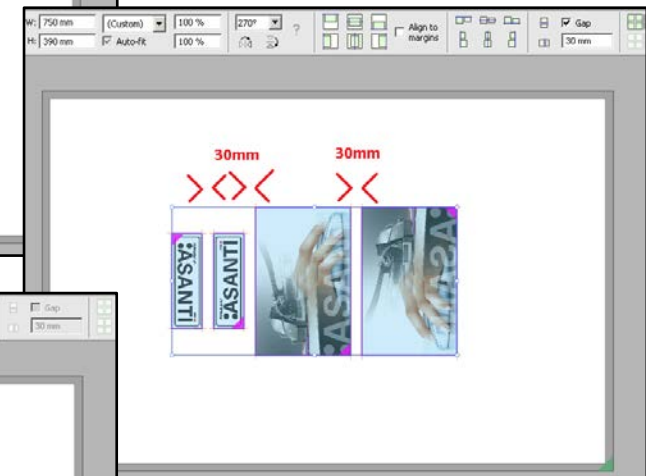 W: 750 mm (Custom) 100 % 270° ? Align to margins Gap
H: 390 mm Auto-fit 100 % 30 mm
30mm 30mm
ASANTI
ASANTI
ASANTI
ASANTI
Gap
30 mm